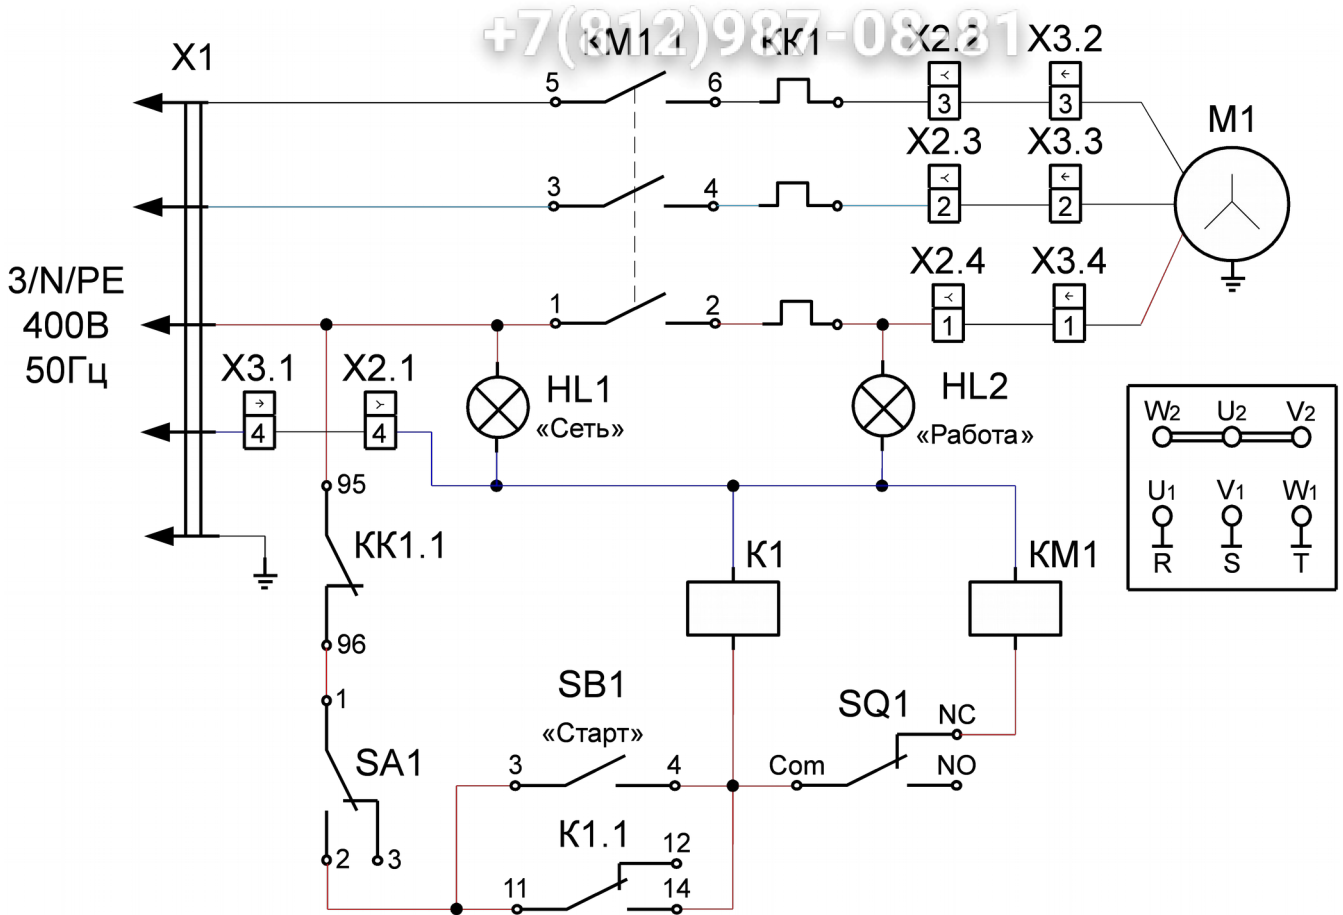 +7(812)987-08-81
X1
KM1.1
KK1
X2.2
X3.2
5
6
3
3
M1
X2.3
X3.3
3
4
2
2
3/N/PE
400В
50Гц
X2.4
X3.4
1
2
1
1
X3.1
X2.1
4
4
HL1
«Сеть»
HL2
«Работа»
W2 U2 V2
U1 V1 W1
R S T
95
KK1.1
96
K1
KM1
1
SA1
2
3
SB1
«Старт»
3
4
SQ1
NC
Com
NO
K1.1
12
11
14